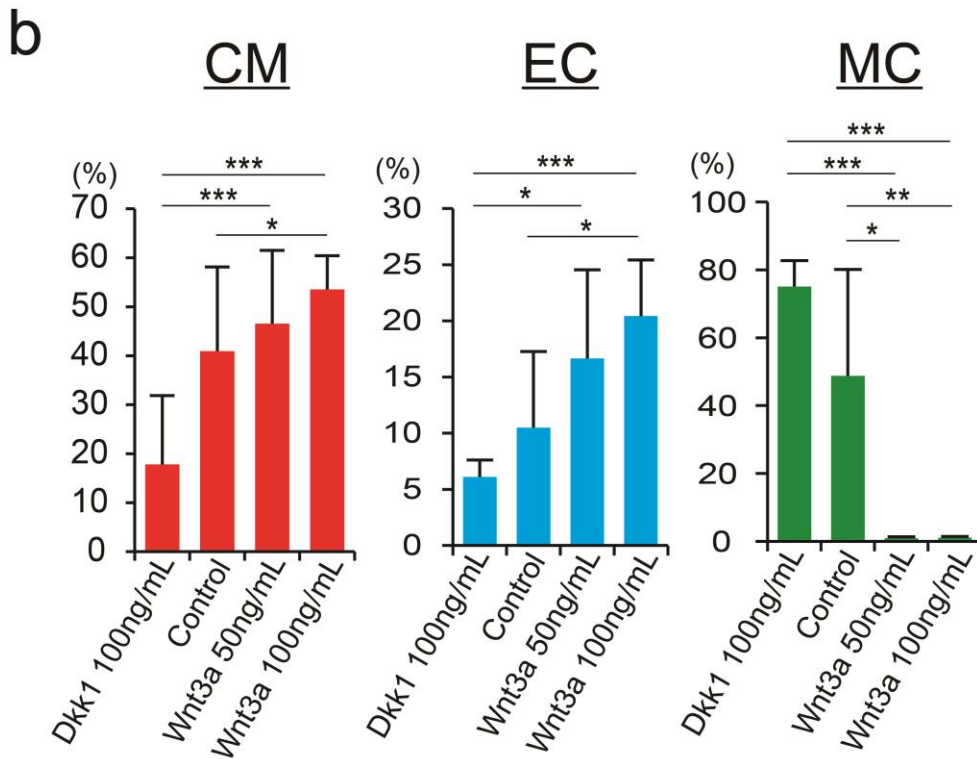 b
CM
EC
MC
(%)
***
***
*
70
60
50
40
30
20
10
0
Dkk1 100ng/mL
Control
Wnt3a 50ng/mL
Wnt3a 100ng/mL
(%)
***
*
*
30
25
20
15
10
5
0
Dkk1 100ng/mL
Control
Wnt3a 50ng/mL
Wnt3a 100ng/mL
(%)
***
***
**
*
100
80
60
40
20
0
Dkk1 100ng/mL
Control
Wnt3a 50ng/mL
Wnt3a 100ng/mL